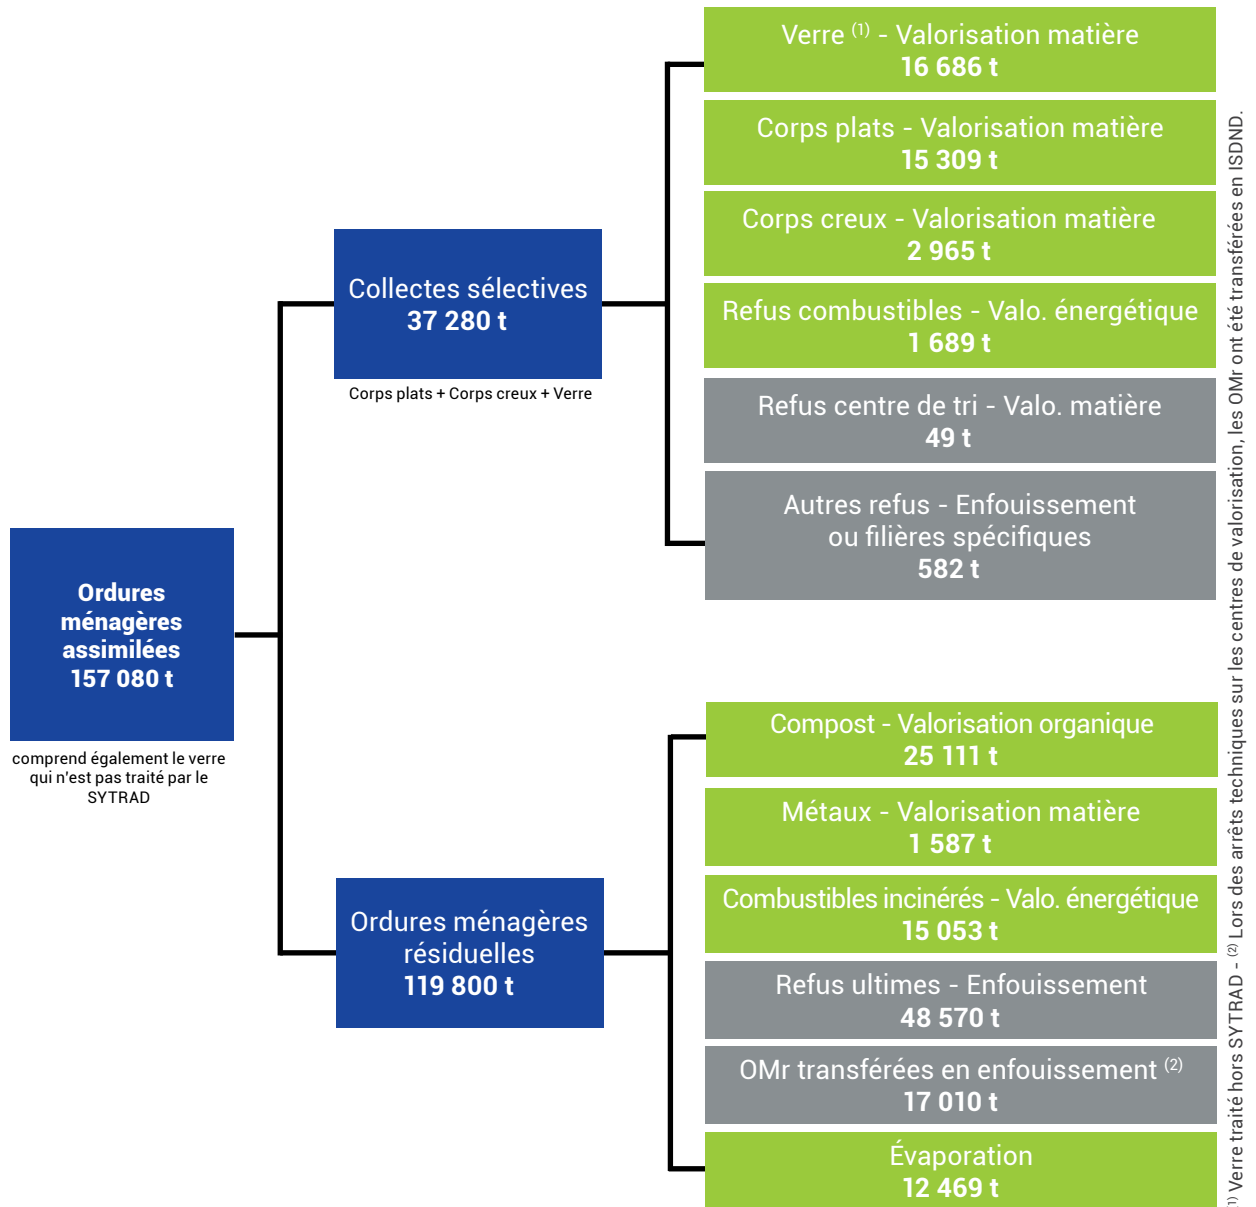 Verre (1) - Valorisation matière
16 686 t
Corps plats - Valorisation matière
15 309 t
Corps creux - Valorisation matière
2 965 t
Refus combustibles - Valo. énergétique
1 689 t
Refus centre de tri - Valo. matière
49 t
Autres refus - Enfouissement
ou filières spécifiques
582 t
Collectes sélectives
37 280 t
Corps plats + Corps creux + Verre
Ordures
ménagères
assimilées
157 080 t
comprend également le verre
qui n'est pas traité par le
SYTRAD
Ordures ménagères
résiduelles
119 800 t
Compost - Valorisation organique
25 111 t
Métaux - Valorisation matière
1 587 t
Combustibles incinérés - Valo. énergétique
15 053 t
Refus ultimes - Enfouissement
48 570 t
OMr transférées en enfouissement (2)
17 010 t
Évaporation
12 469 t
(1) Verre traité hors SYTRAD - (2) Lors des arrêts techniques sur les centres de valorisation, les OMr ont été transférées en ISDND.